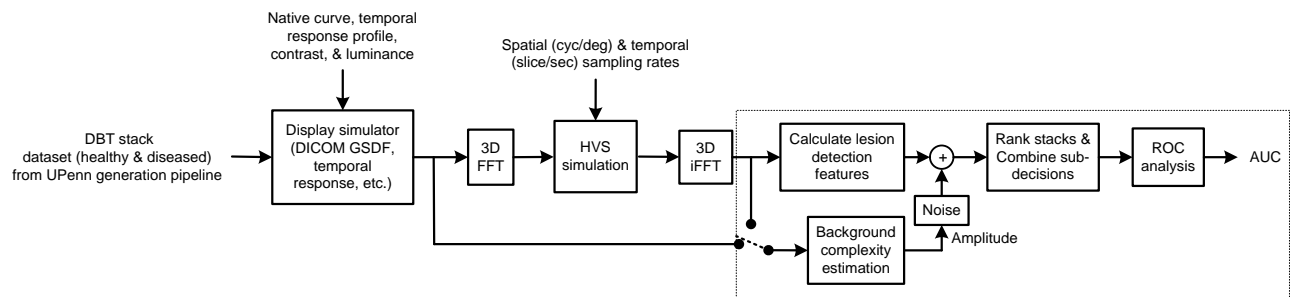 Native curve, temporal
response profile,
contrast, & luminance
Spatial (cyc/deg) & temporal
(slice/sec) sampling rates
DBT stack
dataset (healthy & diseased)
from UPenn generation pipeline
Display simulator
(DICOM GSDF,
temporal
response, etc.)
3D
FFT
HVS
simulation
3D
iFFT
Calculate lesion
detection
features
+
Rank stacks &
Combine sub-
decisions
ROC
analysis
AUC
Noise
Amplitude
Background
complexity
estimation